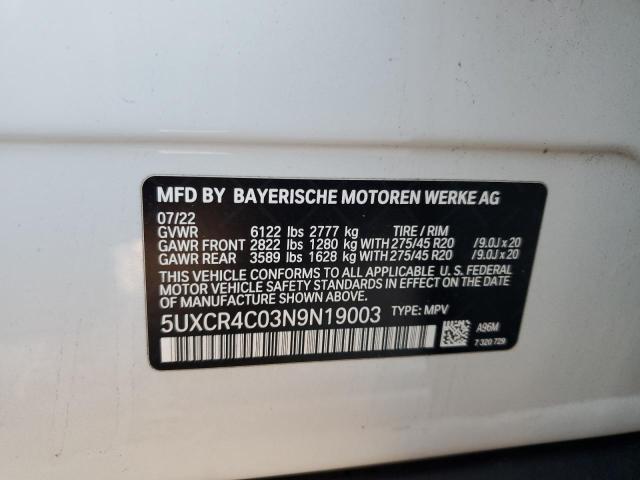 MFD BY BAYERISCHE MOTOREN WERKE AG
07/22
GVWR 6122 lbs 2777 kg TIRE / RIM
GAWR FRONT 2822 lbs 1280 kg WITH 275/45 R20 / 9.0J x 20
GAWR REAR 3589 lbs 1628 kg WITH 275/45 R20 / 9.0J x 20
THIS VEHICLE CONFORMS TO ALL APPLICABLE U. S. FEDERAL
MOTOR VEHICLE SAFETY STANDARDS IN EFFECT ON THE DATE
OF MANUFACTURE SHOWN ABOVE.
5UXCR4C03N9N19003 TYPE: MPV
A96M
7 320 729